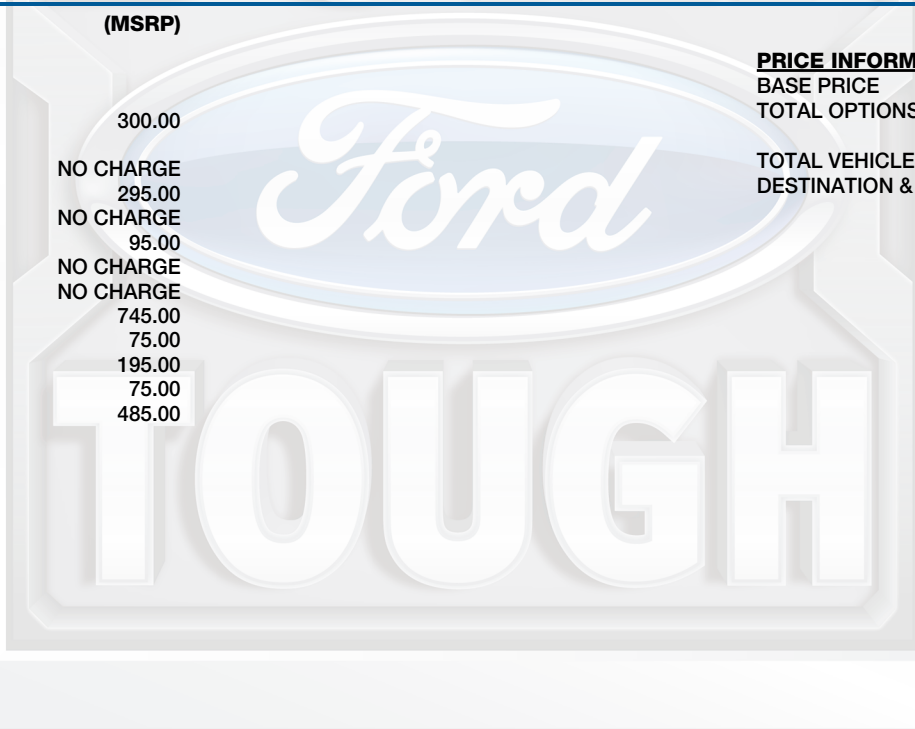 (MSRP)
300.00
NO CHARGE
295.00
NO CHARGE
95.00
NO CHARGE
NO CHARGE
745.00
75.00
195.00
75.00
485.00
PRICE INFORM
BASE PRICE
TOTAL OPTIONS
TOTAL VEHICLE
DESTINATION &
Ford
TOUGH